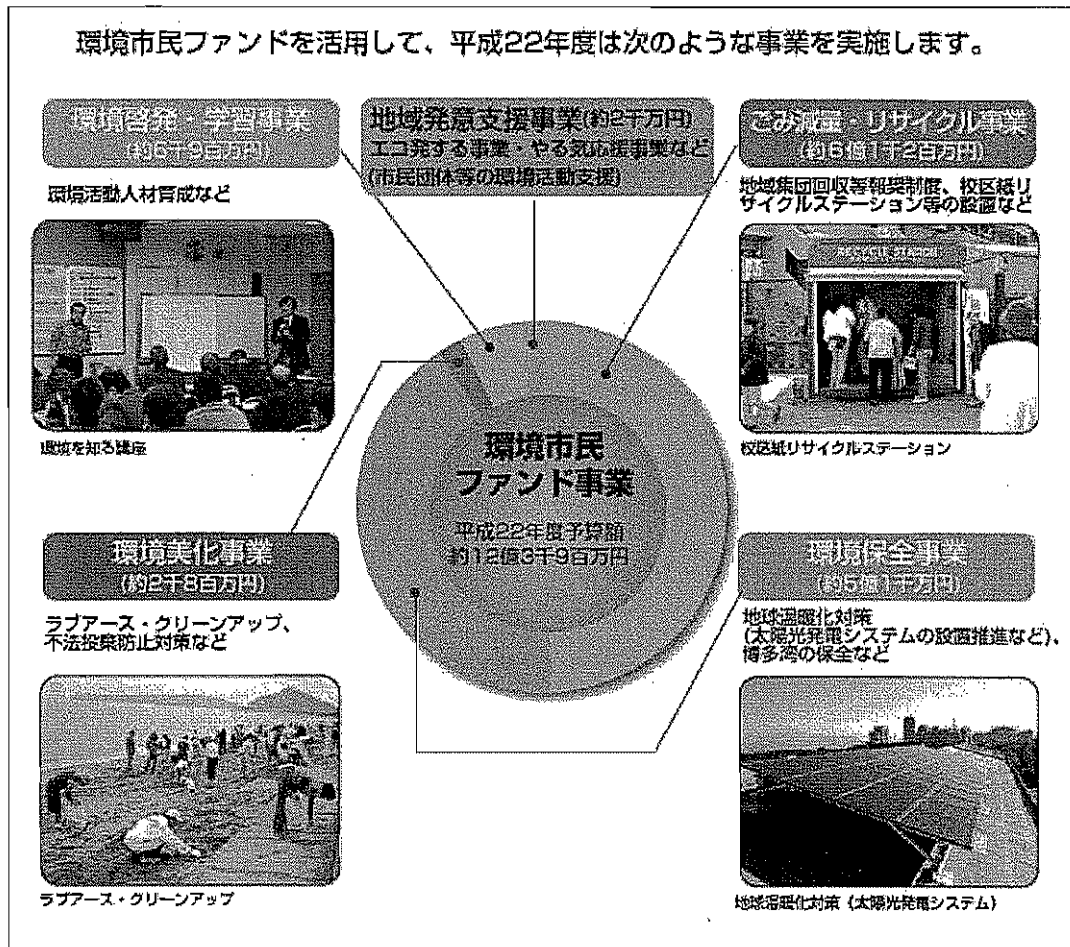 環境市民ファンドを活用して、平成22年度は次のような事業を実施します。
環境啓発・学習事業
(約6千9百万円)
環境活動人材育成など
環境を知る講座
地域発意支援事業(約2千万円)
エコ発する事業・やる気応援事業など
(市民団体等の環境活動支援)
ごみ減量・リサイクル事業
(約6億1千2百万円)
地域集団回収等報奨制度、校区紙リ
サイクルステーション等の設置など
RECYCLE STATION
校区紙リサイクルステーション
環境市民
ファンド事業
平成22年度予算額
約12億3千9百万円
環境美化事業
(約2千8百万円)
ラブアース・クリーンアップ、
不法投棄防止対策など
ラブアース・クリーンアップ
環境保全事業
(約5億1千万円)
地球温暖化対策
(太陽光発電システムの設置推進など)、
博多湾の保全など
地球温暖化対策（太陽光発電システム）